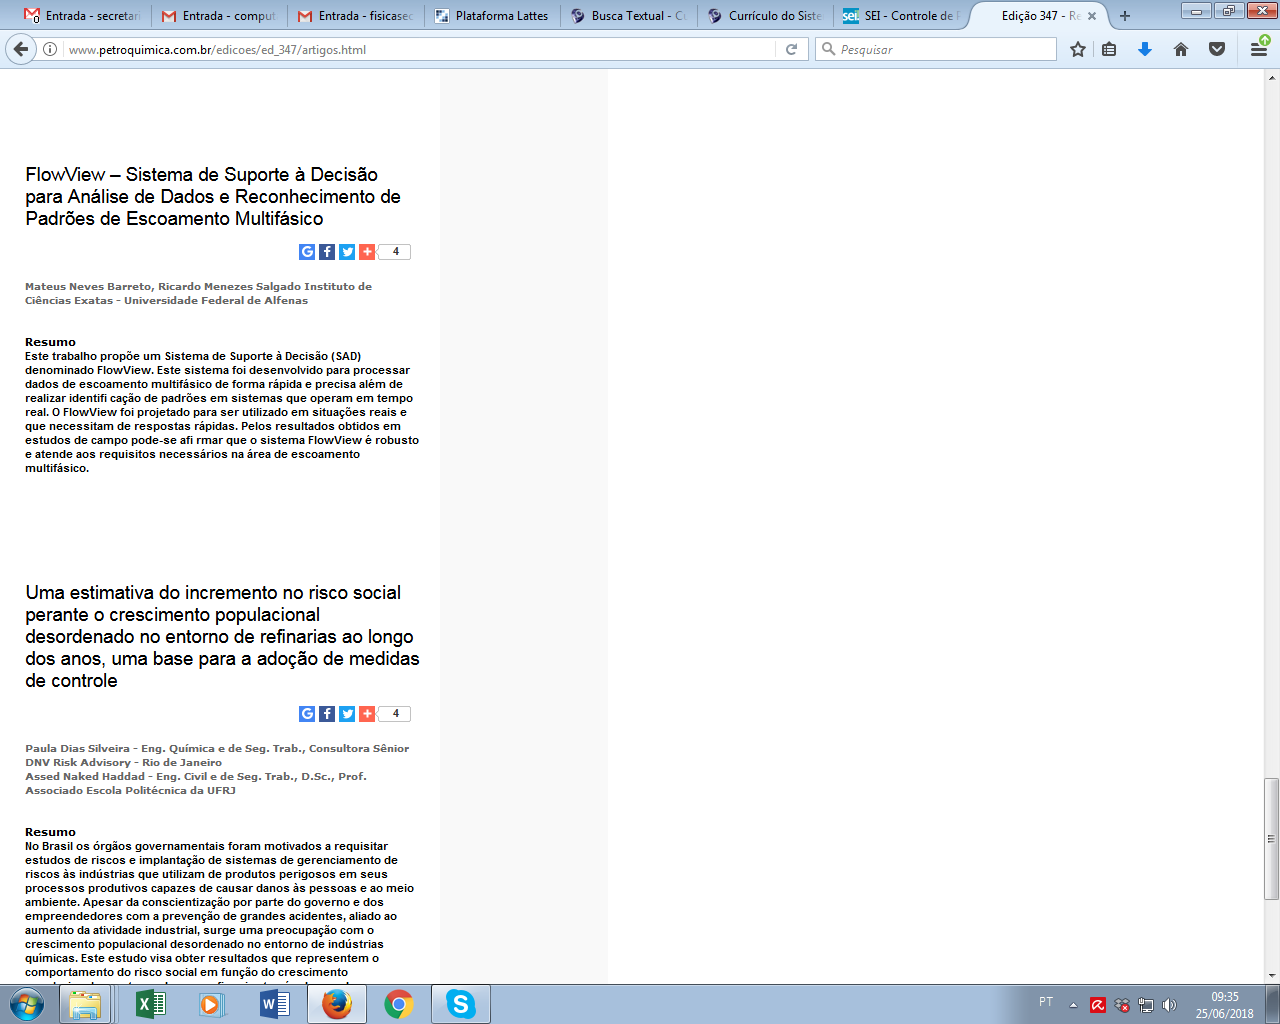 Entrada - secretari
Entrada - comput
Entrada - fisicasec
Plataforma Lattes
Busca Textual - Cu
Currículo do Siste
SEI - Controle de P
Edição 347 - Re
www.petroquimica.com.br/edicoes/ed_347/artigos.html
Pesquisar
FlowView – Sistema de Suporte à Decisão
para Análise de Dados e Reconhecimento de
Padrões de Escoamento Multifásico
4
Mateus Neves Barreto, Ricardo Menezes Salgado Instituto de
Ciências Exatas - Universidade Federal de Alfenas
Resumo
Este trabalho propõe um Sistema de Suporte à Decisão (SAD)
denominado FlowView. Este sistema foi desenvolvido para processar
dados de escoamento multifásico de forma rápida e precisa além de
realizar identifi cação de padrões em sistemas que operam em tempo
real. O FlowView foi projetado para ser utilizado em situações reais e
que necessitam de respostas rápidas. Pelos resultados obtidos em
estudos de campo pode-se afi rmar que o sistema FlowView é robusto
e atende aos requisitos necessários na área de escoamento
multifásico.
Uma estimativa do incremento no risco social
perante o crescimento populacional
desordenado no entorno de refinarias ao longo
dos anos, uma base para a adoção de medidas
de controle
4
Paula Dias Silveira - Eng. Química e de Seg. Trab., Consultora Sênior
DNV Risk Advisory - Rio de Janeiro
Assed Naked Haddad - Eng. Civil e de Seg. Trab., D.Sc., Prof.
Associado Escola Politécnica da UFRJ
Resumo
No Brasil os órgãos governamentais foram motivados a requisitar
estudos de riscos e implantação de sistemas de gerenciamento de
riscos às indústrias que utilizam de produtos perigosos em seus
processos produtivos capazes de causar danos às pessoas e ao meio
ambiente. Apesar da conscientização por parte do governo e dos
empreendedores com a prevenção de grandes acidentes, aliado ao
aumento da atividade industrial, surge uma preocupação com o
crescimento populacional desordenado no entorno de indústrias
químicas. Este estudo visa obter resultados que representem o
comportamento do risco social em função do crescimento
PT
09:35
25/06/2018